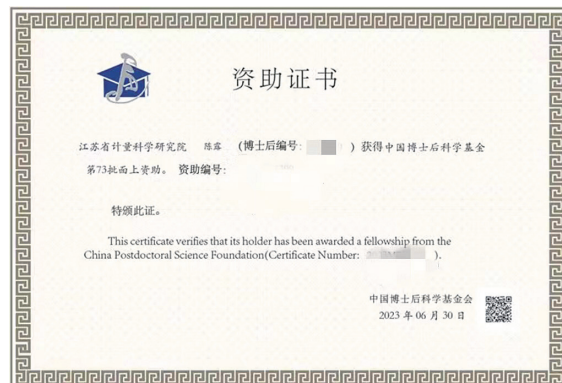 资助证书
江苏省计量科学研究院 陈露 (博士后编号: ) 获得中国博士后科学基金
第73批面上资助。 资助编号:
特颁此证。
This certificate verifies that its holder has been awarded a fellowship from the
China Postdoctoral Science Foundation(Certificate Number: ).
中国博士后科学基金会
2023 年 06 月 30 日